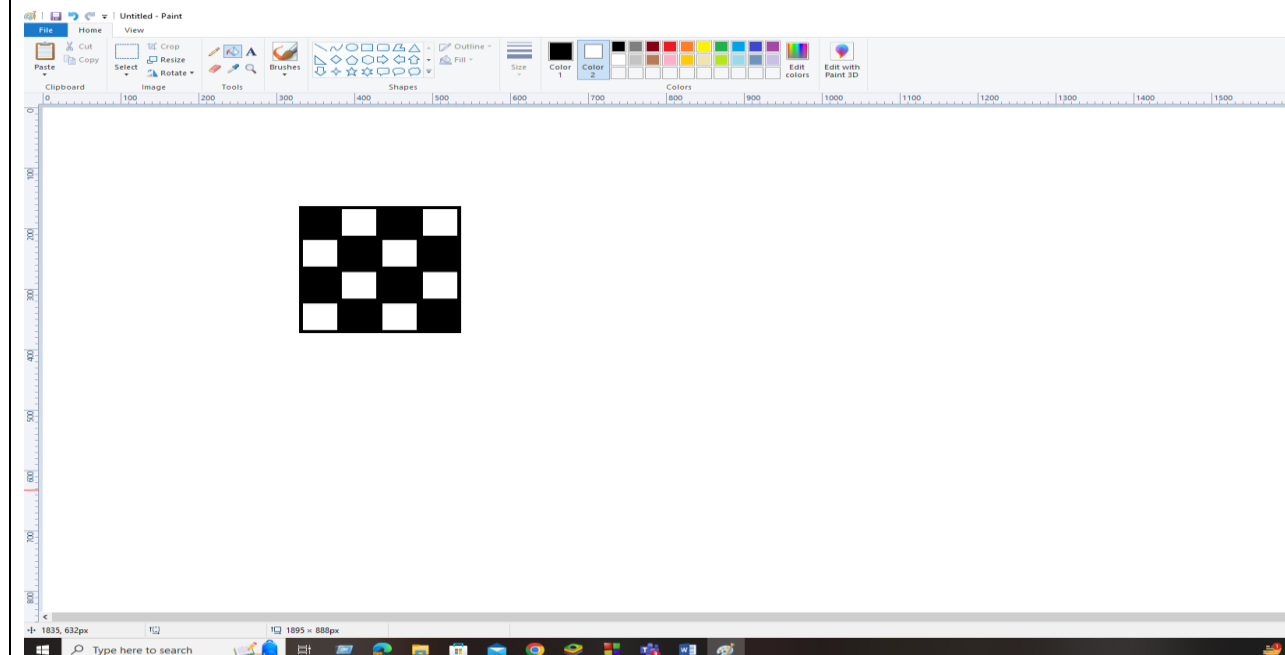 Untitled - Paint
File Home View
Cut Crop Outline
Copy Resize Fill
Paste Select Rotate A Brushes Size Color 1 Color 2 Edit colors Edit with Paint 3D
Clipboard Image Tools Shapes Colors
0 100 200 300 400 500 600 700 800 900 1000 1100 1200 1300 1400 1500
0
100
200
300
400
500
600
700
800
1835, 632px 1895 × 888px
Type here to search